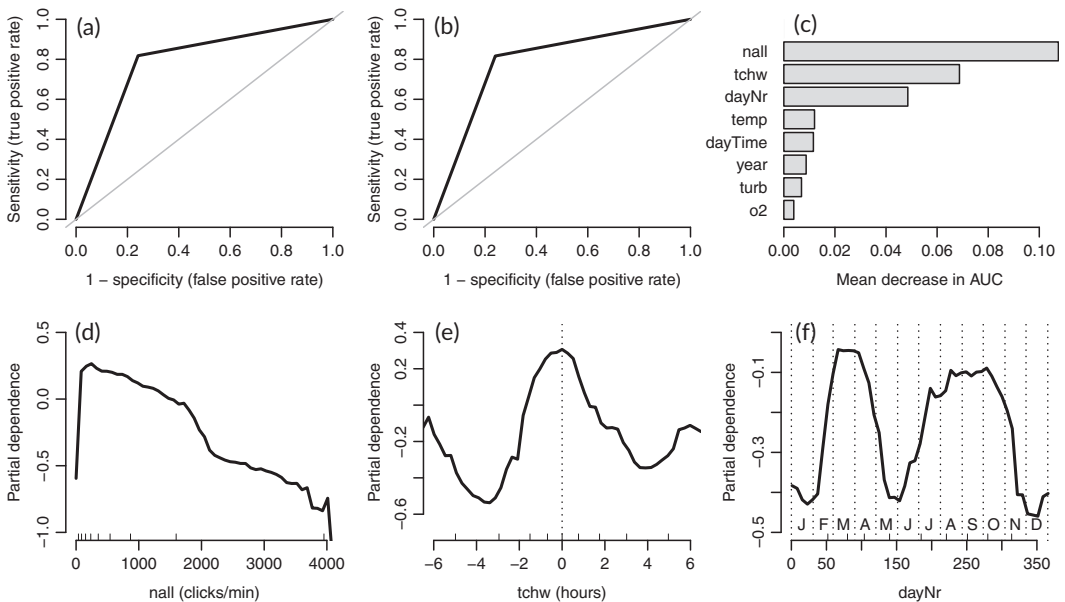 (a)
Sensitivity (true positive rate)
0.0 0.2 0.4 0.6 0.8 1.0
0.0 0.2 0.4 0.6 0.8 1.0
1 − specificity (false positive rate)
(b)
Sensitivity (true positive rate)
0.0 0.2 0.4 0.6 0.8 1.0
0.0 0.2 0.4 0.6 0.8 1.0
1 − specificity (false positive rate)
(c)
nall
tchw
dayNr
temp
dayTime
year
turb
o2
0.00 0.02 0.04 0.06 0.08 0.10
Mean decrease in AUC
(d)
Partial dependence
−1.0 −0.5 0.0 0.5
0 1000 2000 3000 4000
nall (clicks/min)
(e)
Partial dependence
−0.6 −0.2 0.2 0.4
−6 −4 −2 0 2 4 6
tchw (hours)
(f)
Partial dependence
−0.5 −0.3 −0.1
J F M A M J J A S O N D
0 50 150 250 350
dayNr